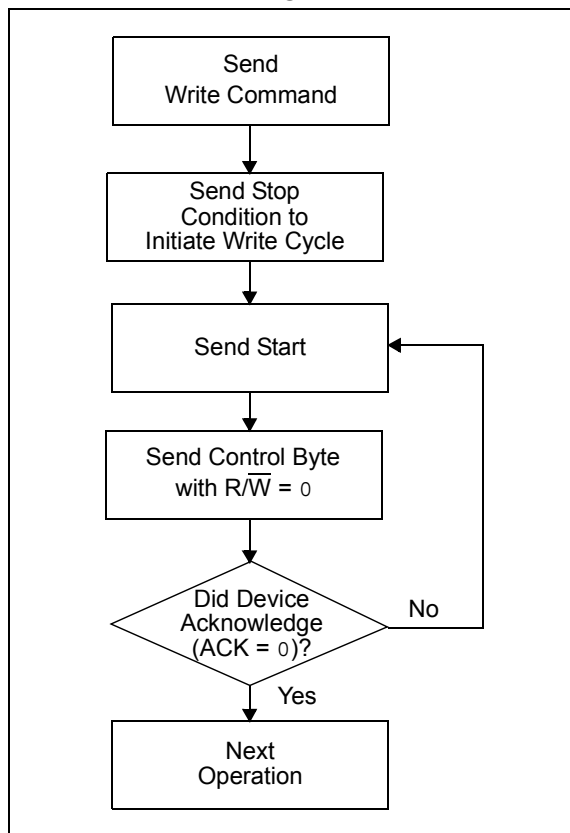 Send
Write Command
Send Stop
Condition to
Initiate Write Cycle
Send Start
Send Control Byte
with R/W̅ = 0
Did Device
Acknowledge
(ACK = 0)?
No
Yes
Next
Operation